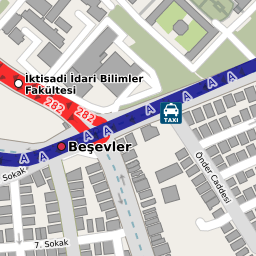 İktisadi İdari Bilimler
Fakültesi
282
282
A A A A A A A A
TAXI
Beşevler
Sokak
Önder Caddesi
7. Sokak